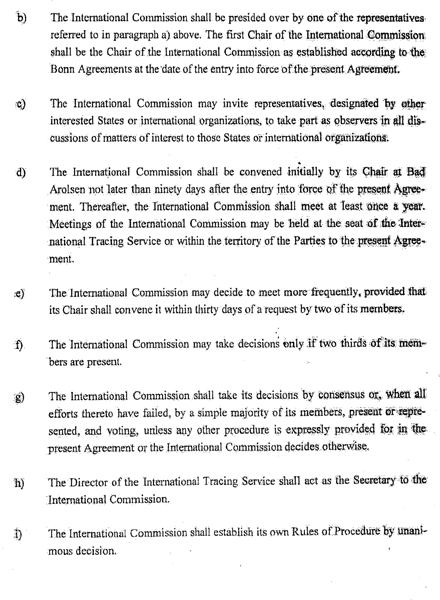 b) The International Commission shall be presided over by one of the representatives
referred to in paragraph a) above. The first Chair of the International Commission
shall be the Chair of the International Commission as established according to the
Bonn Agreements at the date of the entry into force of the present Agreement.
c) The International Commission may invite representatives, designated by other
interested States or international organizations, to take part as observers in all dis-
cussions of matters of interest to those States or international organizations.
d) The International Commission shall be convened initially by its Chair at Bad
Arolsen not later than ninety days after the entry into force of the present Agree-
ment. Thereafter, the International Commission shall meet at least once a year.
Meetings of the International Commission may be held at the seat of the Inter-
national Tracing Service or within the territory of the Parties to the present Agree-
ment.
e) The International Commission may decide to meet more frequently, provided that
its Chair shall convene it within thirty days of a request by two of its members.
f) The International Commission may take decisions only if two thirds of its mem-
bers are present.
g) The International Commission shall take its decisions by consensus or, when all
efforts thereto have failed, by a simple majority of its members, present or repre-
sented, and voting, unless any other procedure is expressly provided for in the
present Agreement or the International Commission decides otherwise.
h) The Director of the International Tracing Service shall act as the Secretary to the
International Commission.
i) The International Commission shall establish its own Rules of Procedure by unani-
mous decision.